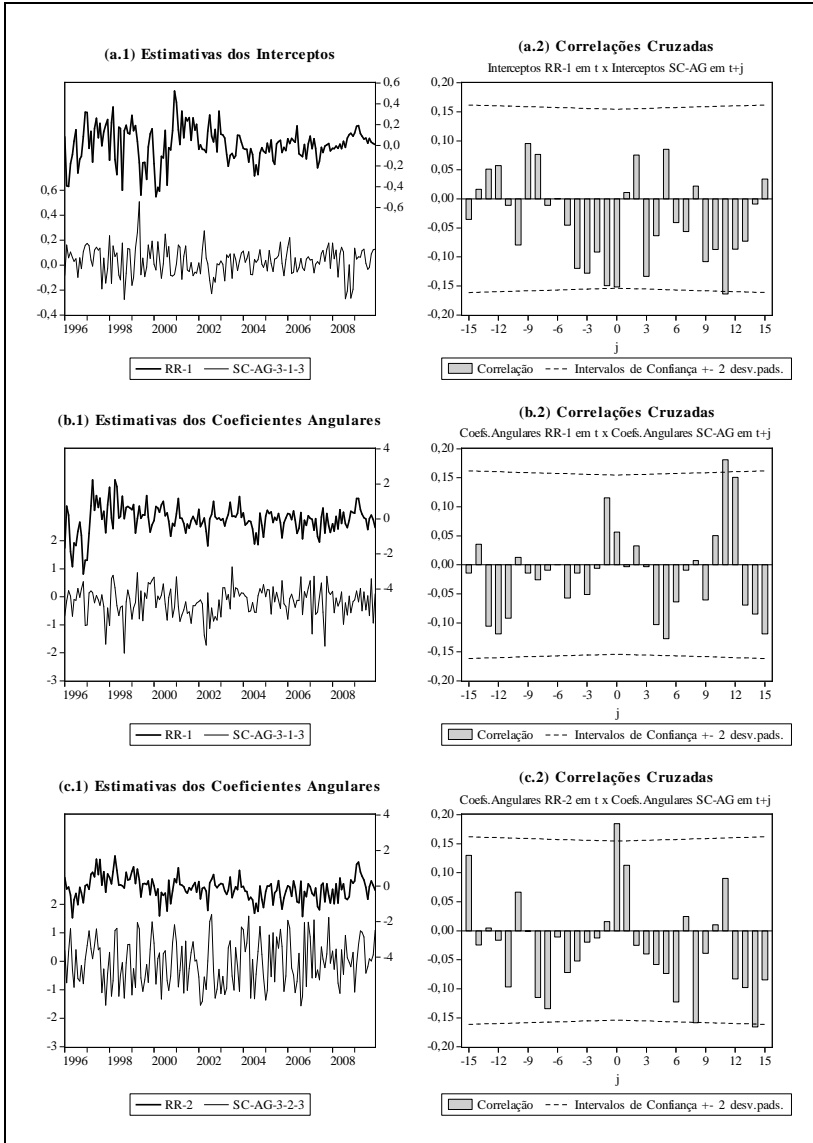 (a.1) Estimativas dos Interceptos
0,6
0,4
0,2
0,0
-0,2
-0,4
-0,6
0,6
0,4
0,2
0,0
-0,2
-0,4
1996 1998 2000 2002 2004 2006 2008
RR-1 SC-AG-3-1-3
(a.2) Correlações Cruzadas
Interceptos RR-1 em t x Interceptos SC-AG em t+j
0,20
0,15
0,10
0,05
0,00
-0,05
-0,10
-0,15
-0,20
-15 -12 -9 -6 -3 0 3 6 9 12 15
j
Correlação Intervalos de Confiança +- 2 desv.pads.
(b.1) Estimativas dos Coeficientes Angulares
4
2
0
-2
-4
2
1
0
-1
-2
-3
1996 1998 2000 2002 2004 2006 2008
RR-1 SC-AG-3-1-3
(b.2) Correlações Cruzadas
Coefs.Angulares RR-1 em t x Coefs.Angulares SC-AG em t+j
0,20
0,15
0,10
0,05
0,00
-0,05
-0,10
-0,15
-0,20
-15 -12 -9 -6 -3 0 3 6 9 12 15
j
Correlação Intervalos de Confiança +- 2 desv.pads.
(c.1) Estimativas dos Coeficientes Angulares
4
2
0
-2
-4
2
1
0
-1
-2
-3
1996 1998 2000 2002 2004 2006 2008
RR-2 SC-AG-3-2-3
(c.2) Correlações Cruzadas
Coefs.Angulares RR-2 em t x Coefs.Angulares SC-AG em t+j
0,20
0,15
0,10
0,05
0,00
-0,05
-0,10
-0,15
-0,20
-15 -12 -9 -6 -3 0 3 6 9 12 15
j
Correlação Intervalos de Confiança +- 2 desv.pads.